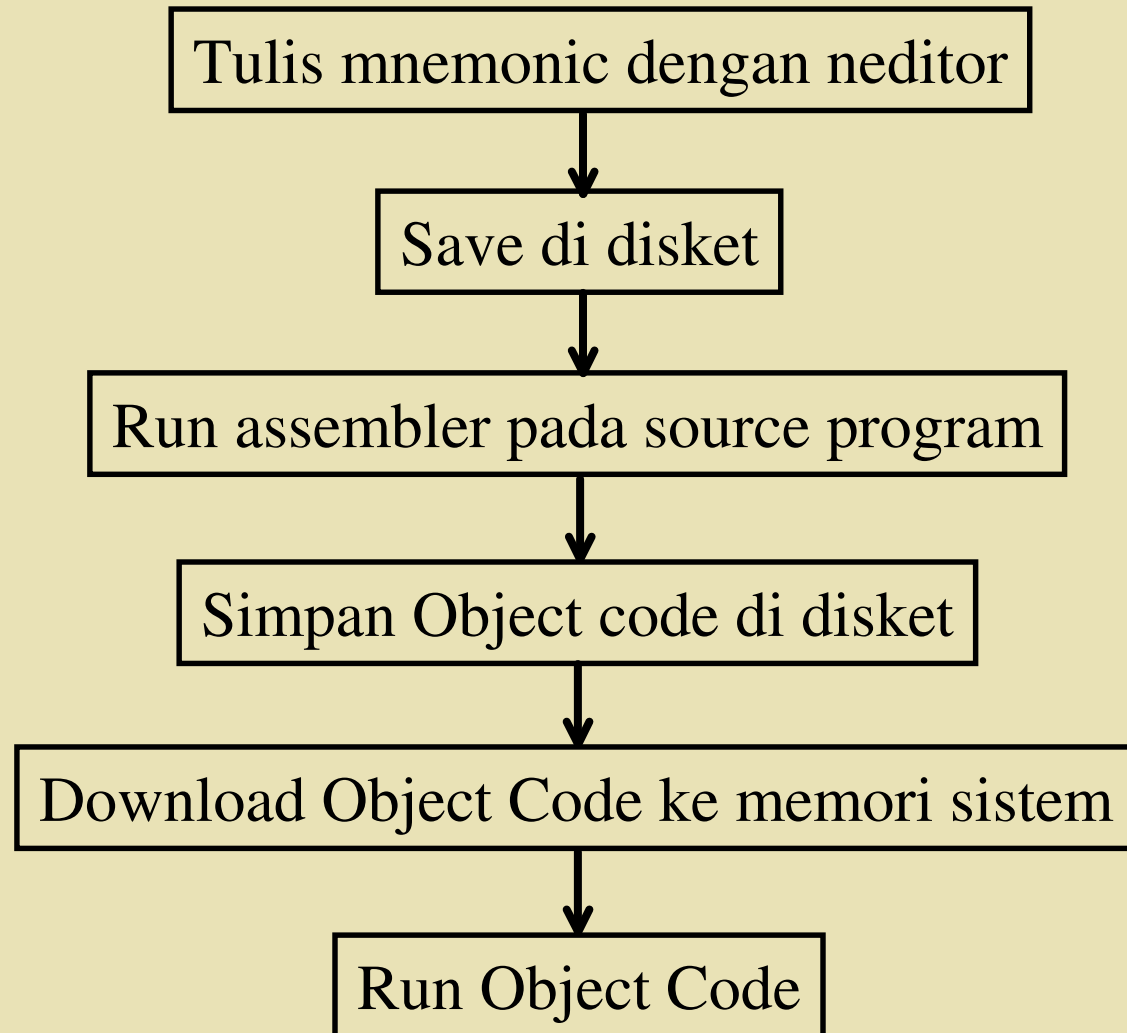 Tulis mnemonic dengan neditor
Save di disket
Run assembler pada source program
Simpan Object code di disket
Download Object Code ke memori sistem
Run Object Code